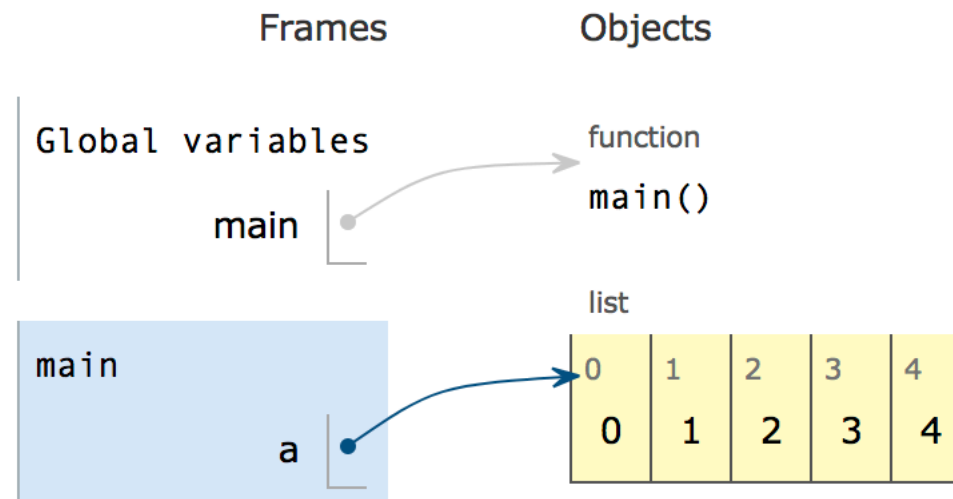 Frames Objects
Global variables
function
main
main()
list
main
0 1 2 3 4
a
0 1 2 3 4